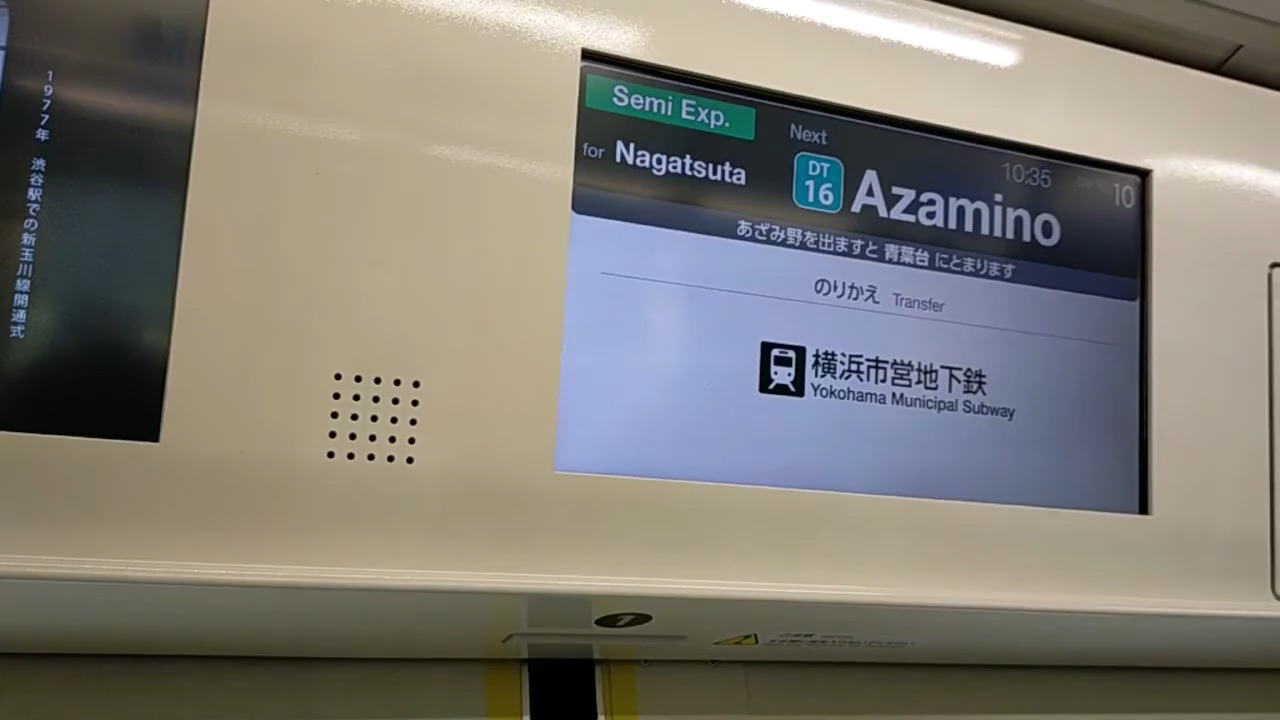 1977年 渋谷駅での新玉川線開通式
Semi Exp.
for Nagatsuta
Next
DT
16
Azamino
10:35
10
あざみ野を出ますと 青葉台 にとまります
のりかえ Transfer
横浜市営地下鉄
Yokohama Municipal Subway
1